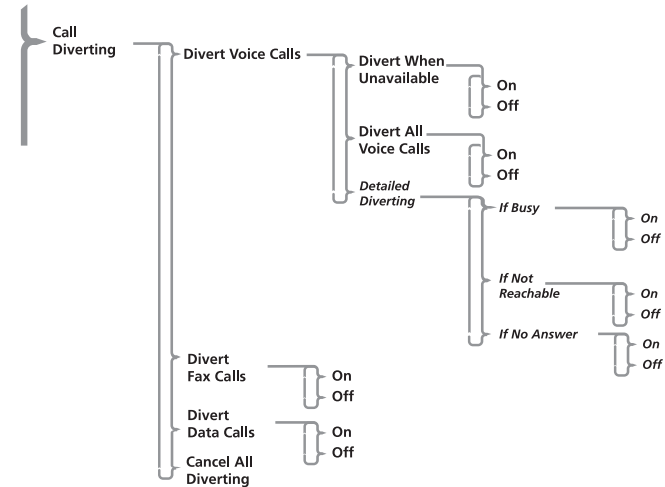 Call
Diverting
Divert Voice Calls
Divert When
Unavailable
On
Off
Divert All
Voice Calls
On
Off
Detailed
Diverting
If Busy
On
Off
If Not
Reachable
On
Off
If No Answer
On
Off
Divert
Fax Calls
On
Off
Divert
Data Calls
On
Off
Cancel All
Diverting